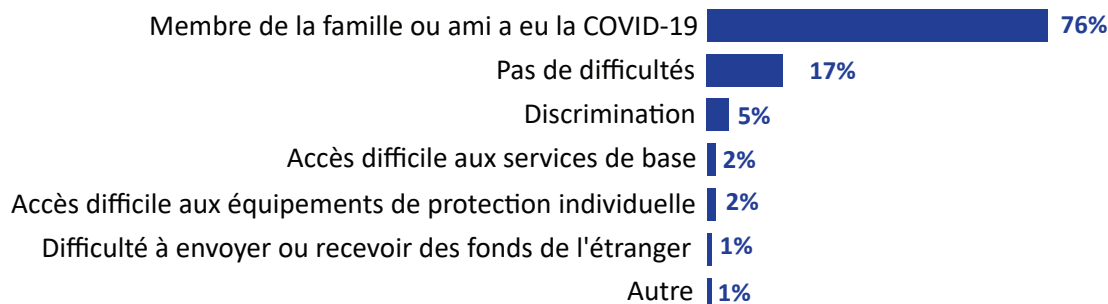 Membre de la famille ou ami a eu la COVID-19 76%
Pas de difficultés 17%
Discrimination 5%
Accès difficile aux services de base 2%
Accès difficile aux équipements de protection individuelle 2%
Difficulté à envoyer ou recevoir des fonds de l'étranger 1%
Autre 1%